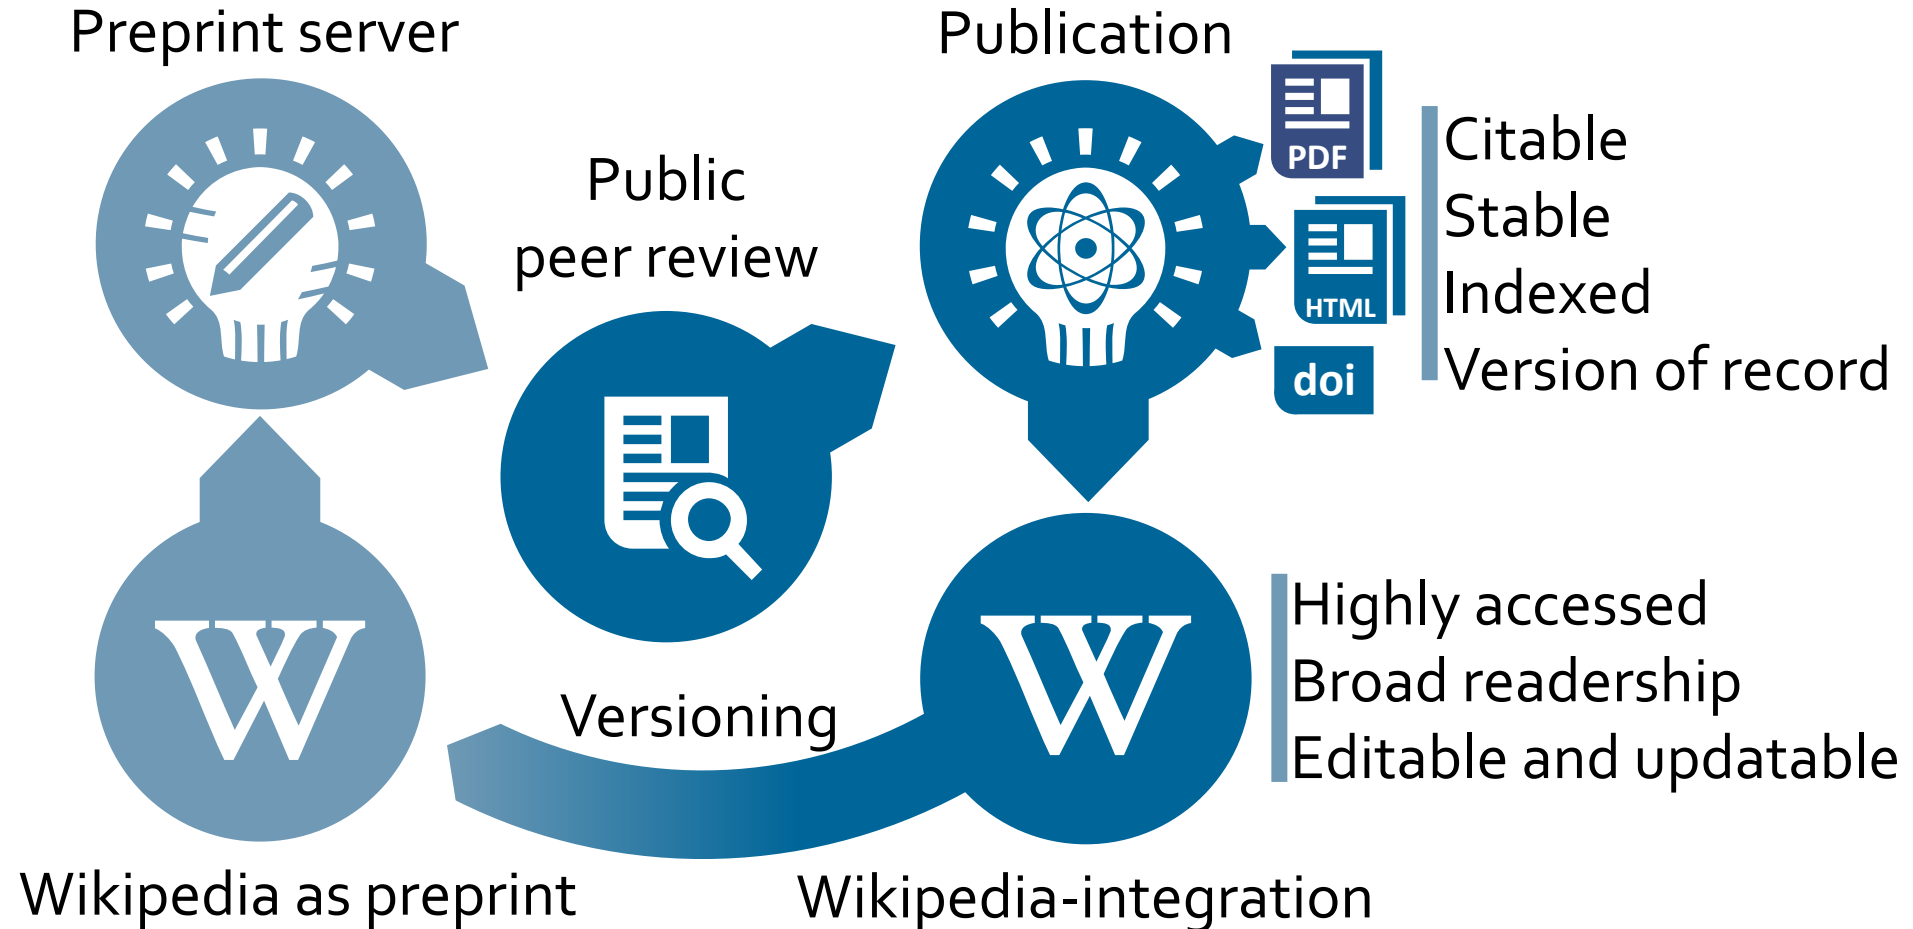 Preprint server
Publication
PDF
HTML
doi
Citable
Stable
Indexed
Version of record
Public
peer review
W
W
Versioning
Highly accessed
Broad readership
Editable and updatable
Wikipedia as preprint
Wikipedia-integration